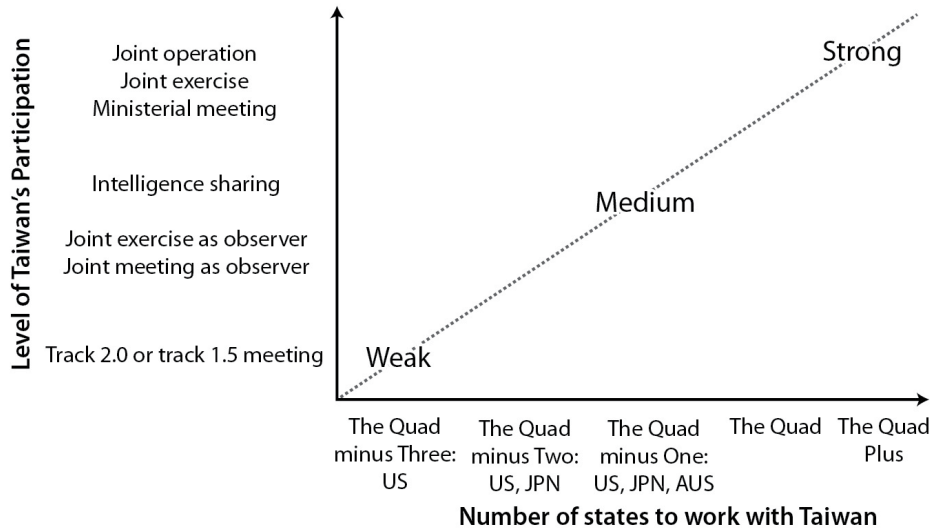 Level of Taiwan's Participation
Joint operation
Joint exercise
Ministerial meeting
Intelligence sharing
Joint exercise as observer
Joint meeting as observer
Track 2.0 or track 1.5 meeting
Strong
Medium
Weak
The Quad
minus Three:
US
The Quad
minus Two:
US, JPN
The Quad
minus One:
US, JPN, AUS
The Quad
The Quad
Plus
Number of states to work with Taiwan